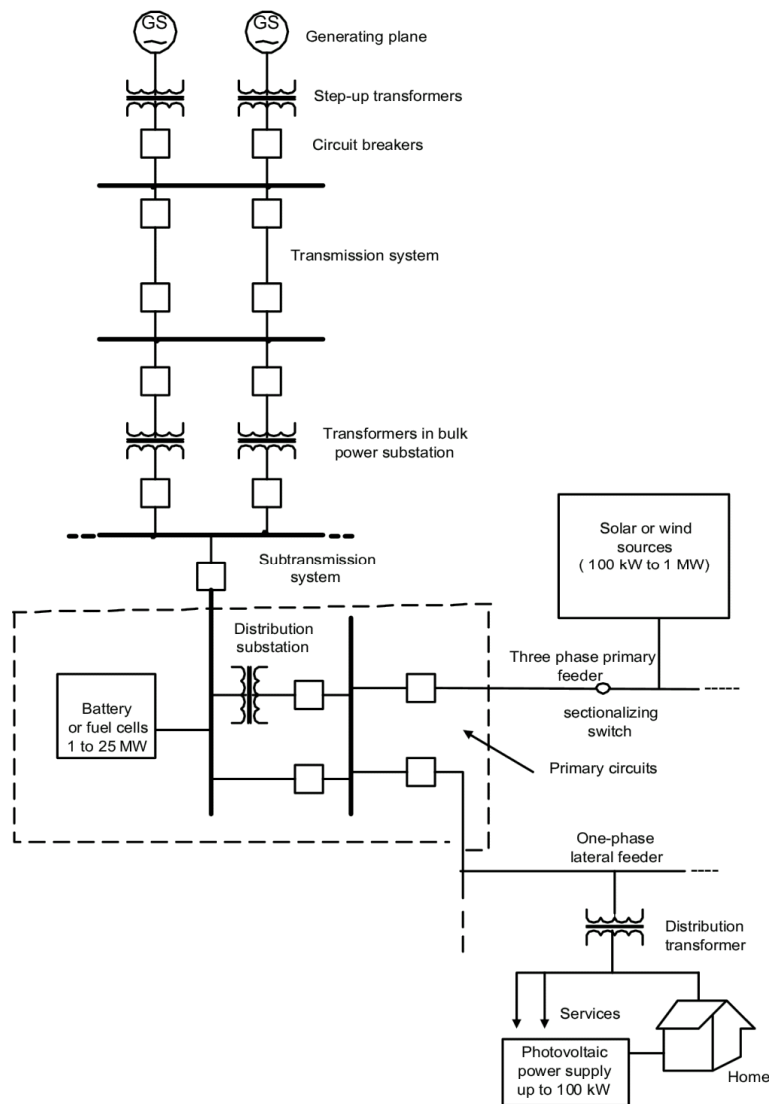 GS
GS
Generating plane
Step-up transformers
Circuit breakers
Transmission system
Transformers in bulk
power substation
Solar or wind
sources
( 100 kW to 1 MW)
Subtransmission
system
Distribution
substation
Three phase primary
feeder
Battery
or fuel cells
1 to 25 MW
sectionalizing
switch
Primary circuits
One-phase
lateral feeder
Distribution
transformer
Services
Photovoltaic
power supply
up to 100 kW
Home